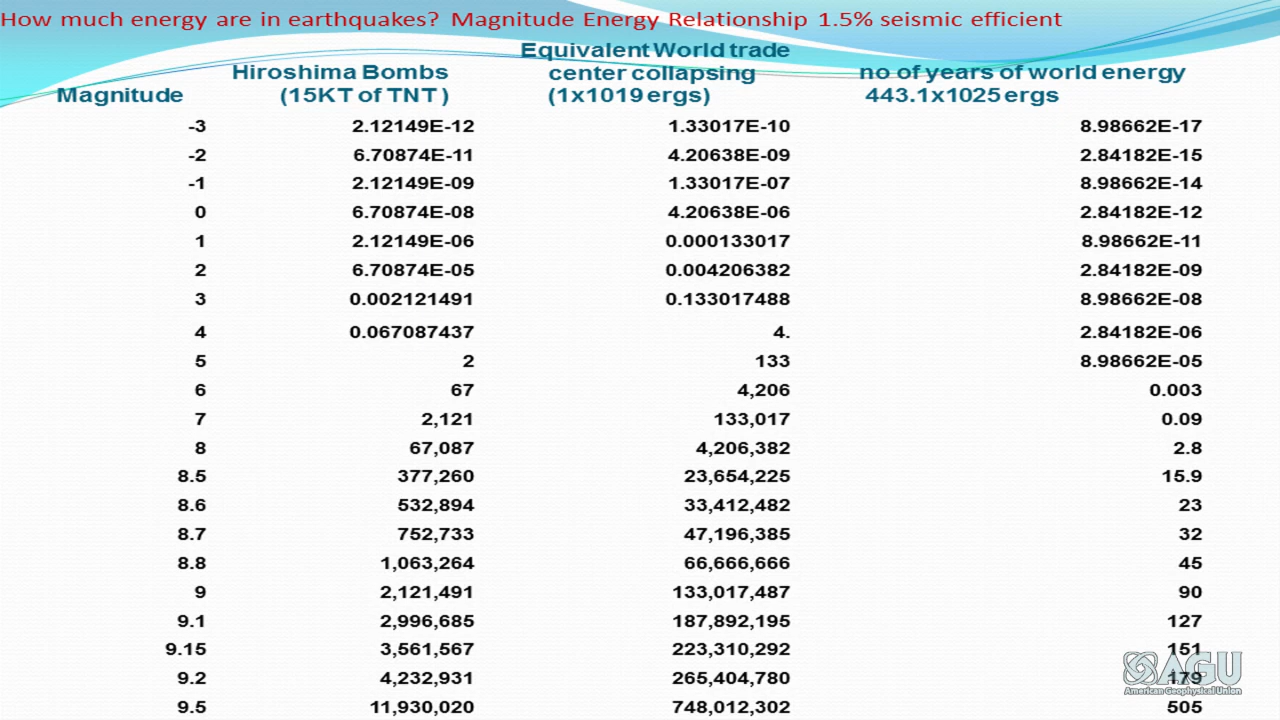 How much energy are in earthquakes? Magnitude Energy Relationship 1.5% seismic efficient
Magnitude Hiroshima Bombs (15KT of TNT ) Equivalent World trade center collapsing (1x1019 ergs) no of years of world energy 443.1x1025 ergs
-3 2.12149E-12 1.33017E-10 8.98662E-17
-2 6.70874E-11 4.20638E-09 2.84182E-15
-1 2.12149E-09 1.33017E-07 8.98662E-14
0 6.70874E-08 4.20638E-06 2.84182E-12
1 2.12149E-06 0.000133017 8.98662E-11
2 6.70874E-05 0.004206382 2.84182E-09
3 0.002121491 0.133017488 8.98662E-08
4 0.067087437 4. 2.84182E-06
5 2 133 8.98662E-05
6 67 4,206 0.003
7 2,121 133,017 0.09
8 67,087 4,206,382 2.8
8.5 377,260 23,654,225 15.9
8.6 532,894 33,412,482 23
8.7 752,733 47,196,385 32
8.8 1,063,264 66,666,666 45
9 2,121,491 133,017,487 90
9.1 2,996,685 187,892,195 127
9.15 3,561,567 223,310,292 151
9.2 4,232,931 265,404,780 179
9.5 11,930,020 748,012,302 505
AGU
American Geophysical Union